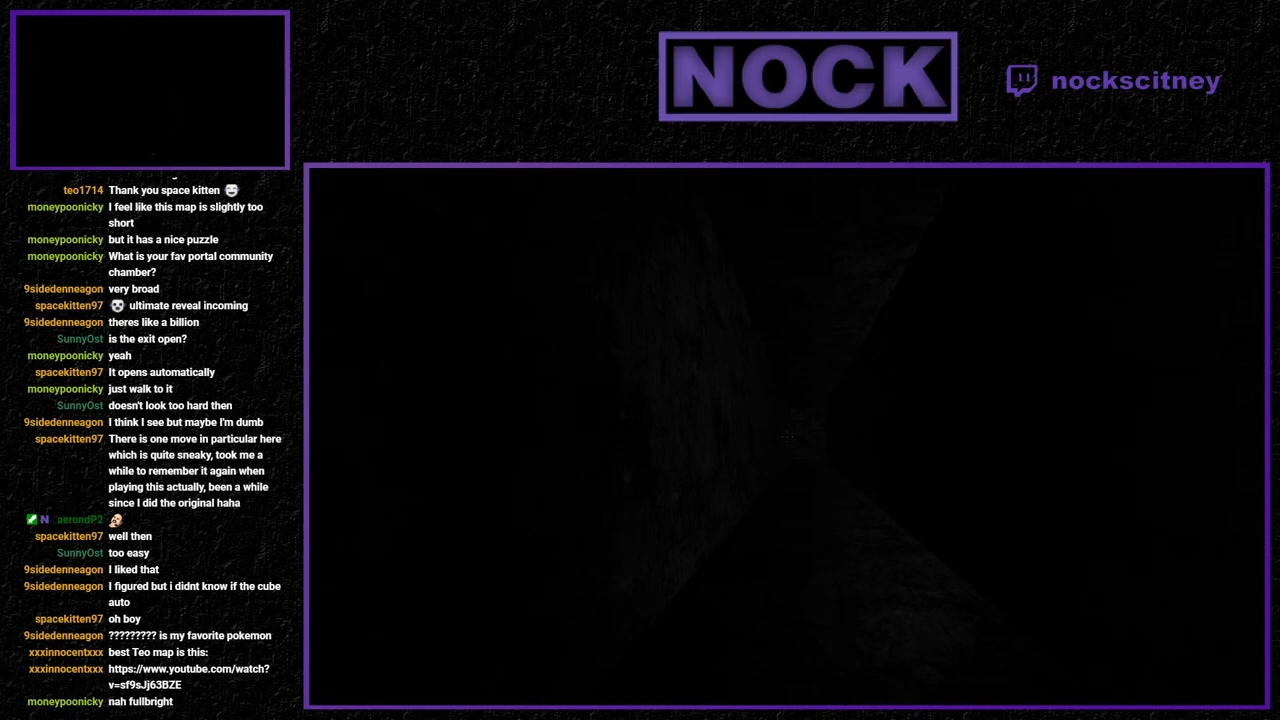 NOCK
nockscitney
teo1714 Thank you space kitten
moneypoonicky I feel like this map is slightly too
short
moneypoonicky but it has a nice puzzle
moneypoonicky What is your fav portal community
chamber?
9sidedenneagon very broad
spacekitten97 ultimate reveal incoming
9sidedenneagon theres like a billion
SunnyOst is the exit open?
moneypoonicky yeah
spacekitten97 It opens automatically
moneypoonicky just walk to it
SunnyOst doesn't look too hard then
9sidedenneagon I think I see but maybe I'm dumb
spacekitten97 There is one move in particular here
which is quite sneaky, took me a
while to remember it again when
playing this actually, been a while
since I did the original haha
N aerondP2
spacekitten97 well then
SunnyOst too easy
9sidedenneagon I liked that
9sidedenneagon I figured but i didnt know if the cube
auto
spacekitten97 oh boy
9sidedenneagon ????????? is my favorite pokemon
xxxinnocentxxx best Teo map is this:
xxxinnocentxxx https://www.youtube.com/watch?
v=sf9sJj63BZE
moneypoonicky nah fullbright